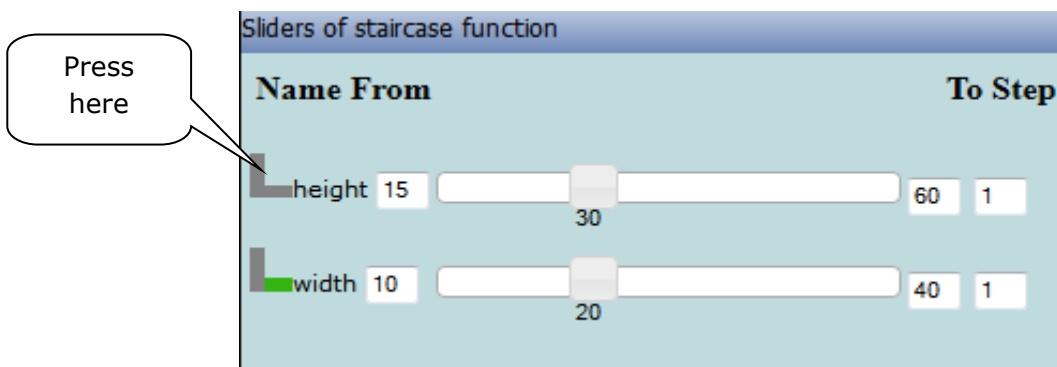 Sliders of staircase function
Press
here
Name From To Step
height 15 60 1
30
width 10 40 1
20